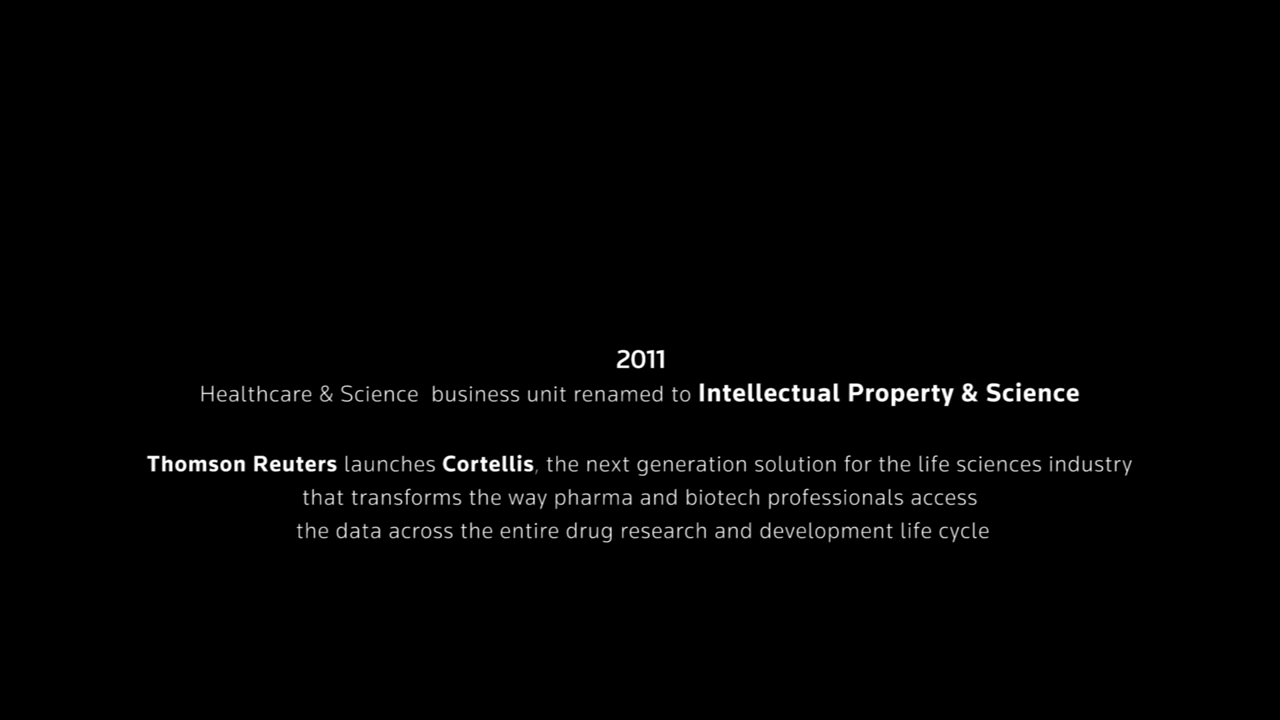 2011
Healthcare & Science business unit renamed to Intellectual Property & Science
Thomson Reuters launches Cortellis, the next generation solution for the life sciences industry
that transforms the way pharma and biotech professionals access
the data across the entire drug research and development life cycle